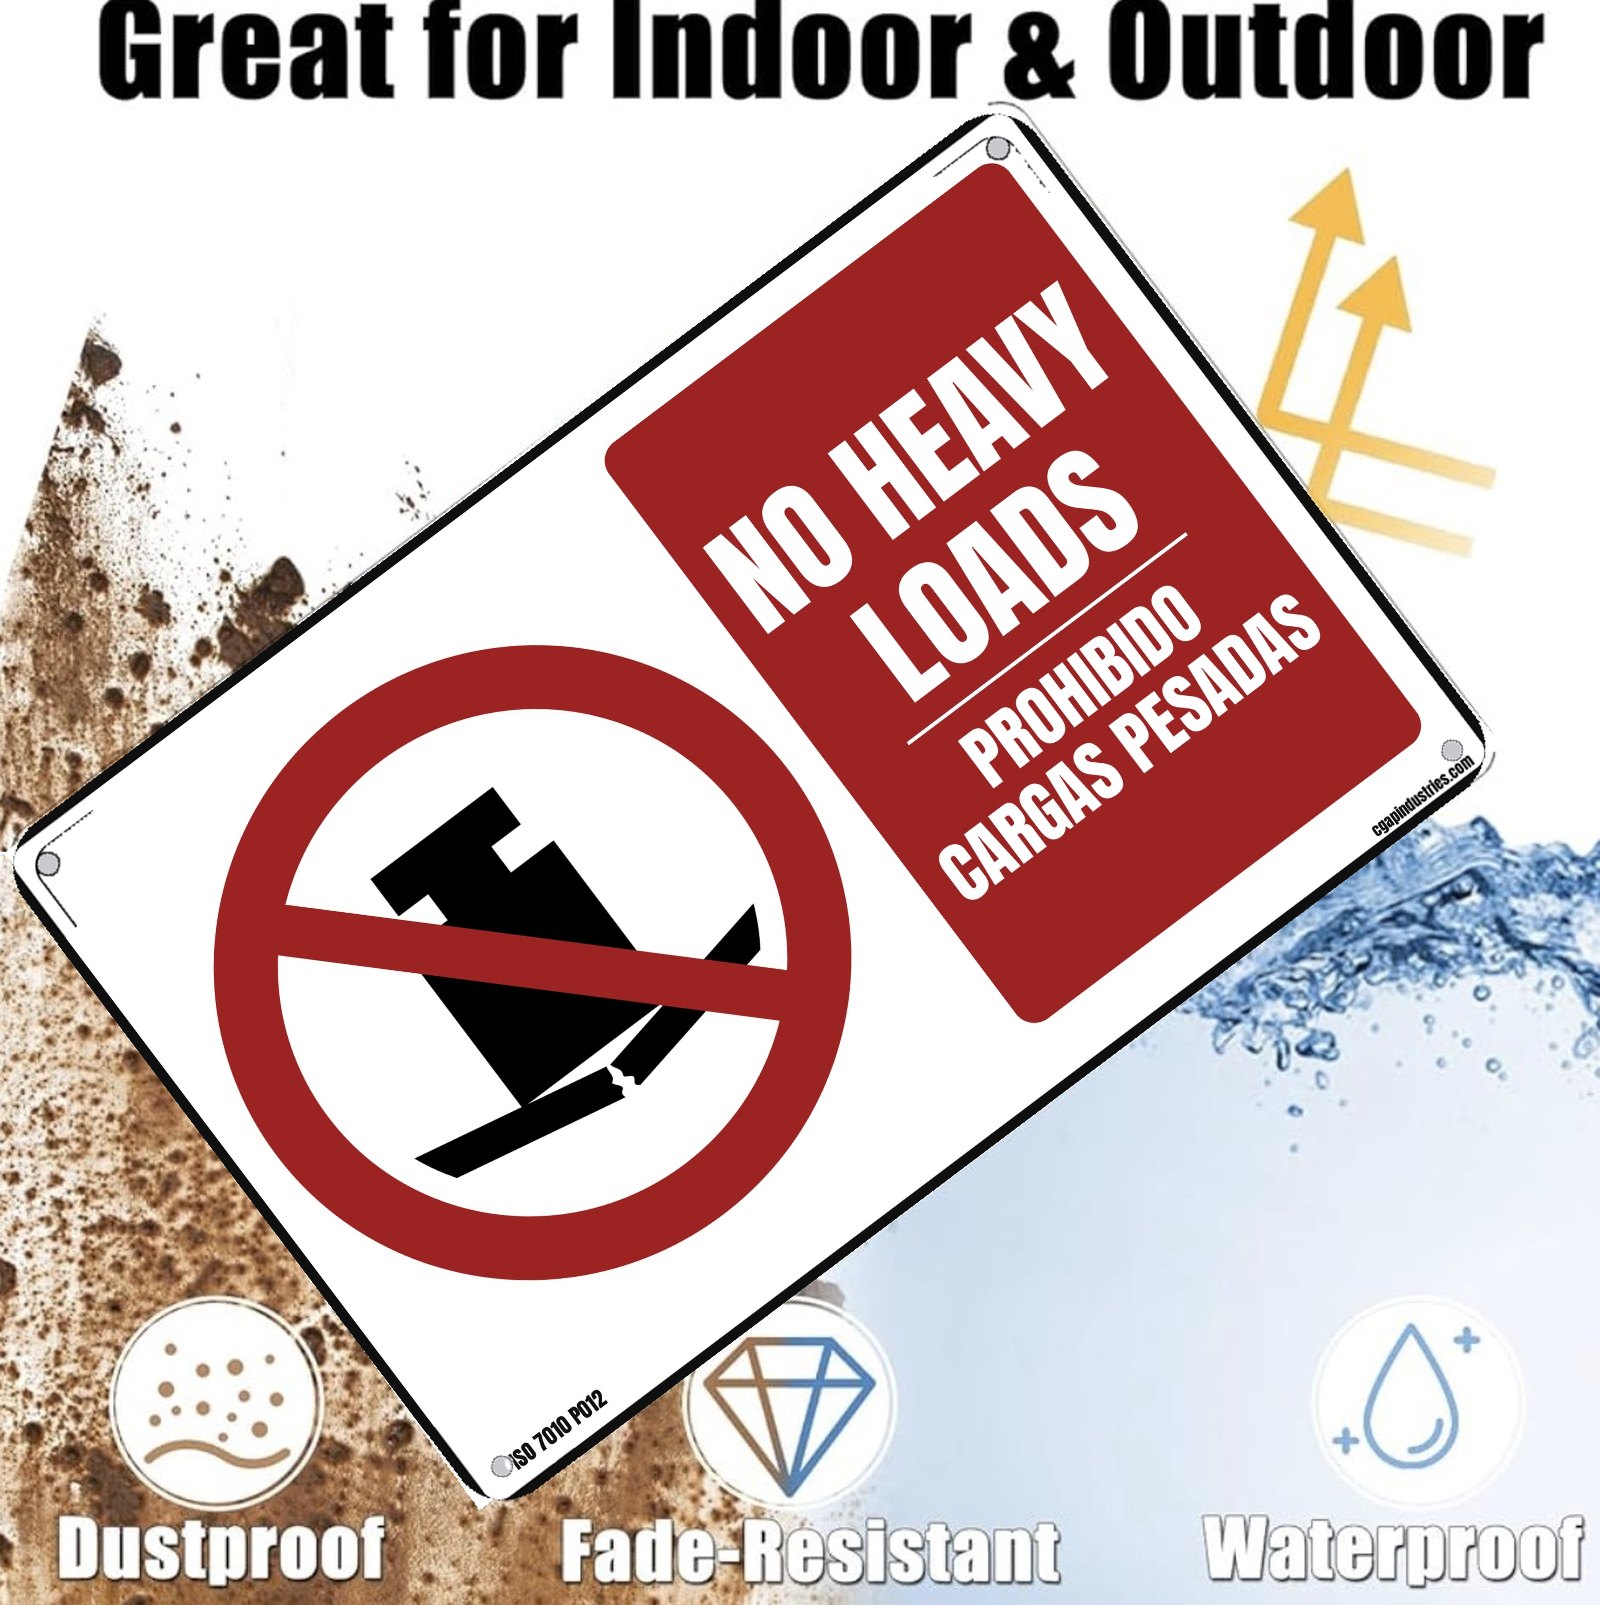 Great for Indoor & Outdoor
NO HEAVY
LOADS
PROHIBIDO
CARGAS PESADAS
cgapindustries.com
ISO 7010 P012
Dustproof
Fade-Resistant
Waterproof